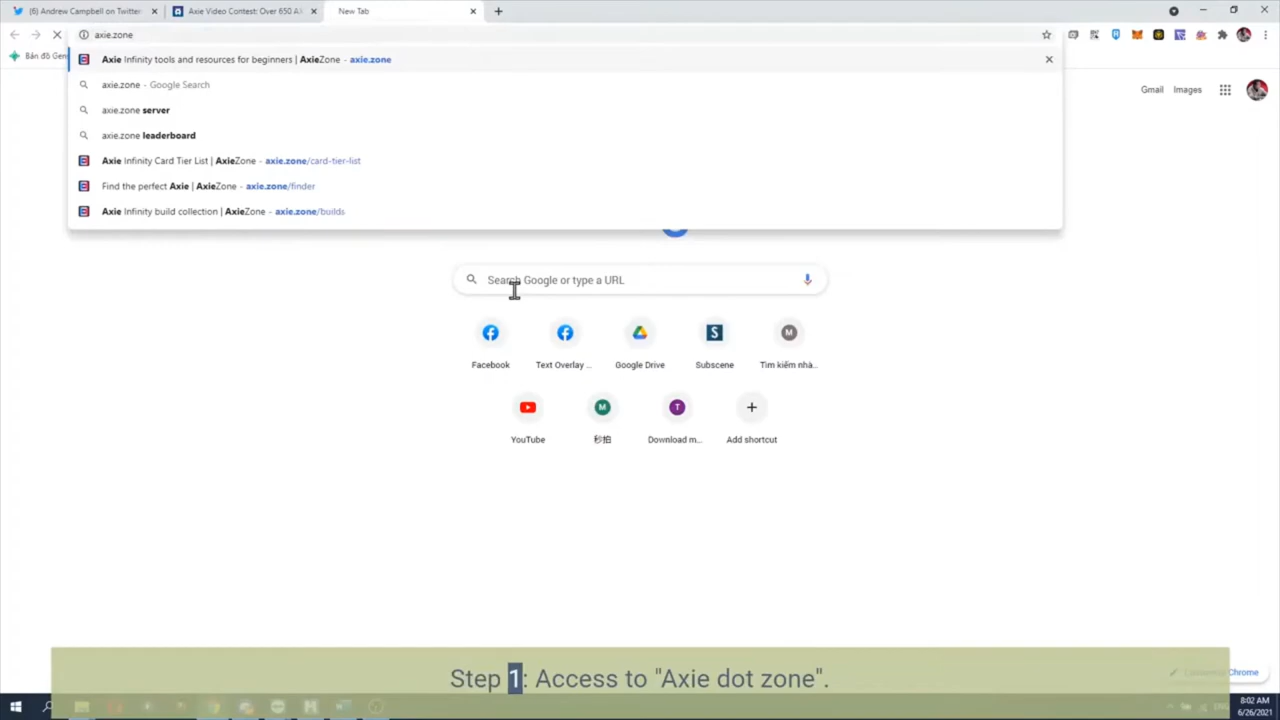 (6) Andrew Campbell on Twitter
Axie Video Contest: Over 650 A
New Tab
axie.zone
Bản đồ Gen
Axie Infinity tools and resources for beginners | AxieZone - axie.zone
axie.zone - Google Search
axie.zone server
axie.zone leaderboard
Axie Infinity Card Tier List | AxieZone - axie.zone/card-tier-list
Find the perfect Axie | AxieZone - axie.zone/finder
Axie Infinity build collection | AxieZone - axie.zone/builds
Gmail Images
Search Google or type a URL
S M
Facebook Text Overlay ... Google Drive Subscene Tìm kiếm nhà...
M T
YouTube 秒拍 Download m... Add shortcut
Chrome
Step 1: Access to "Axie dot zone".
ENG
8:02 AM
6/26/2021